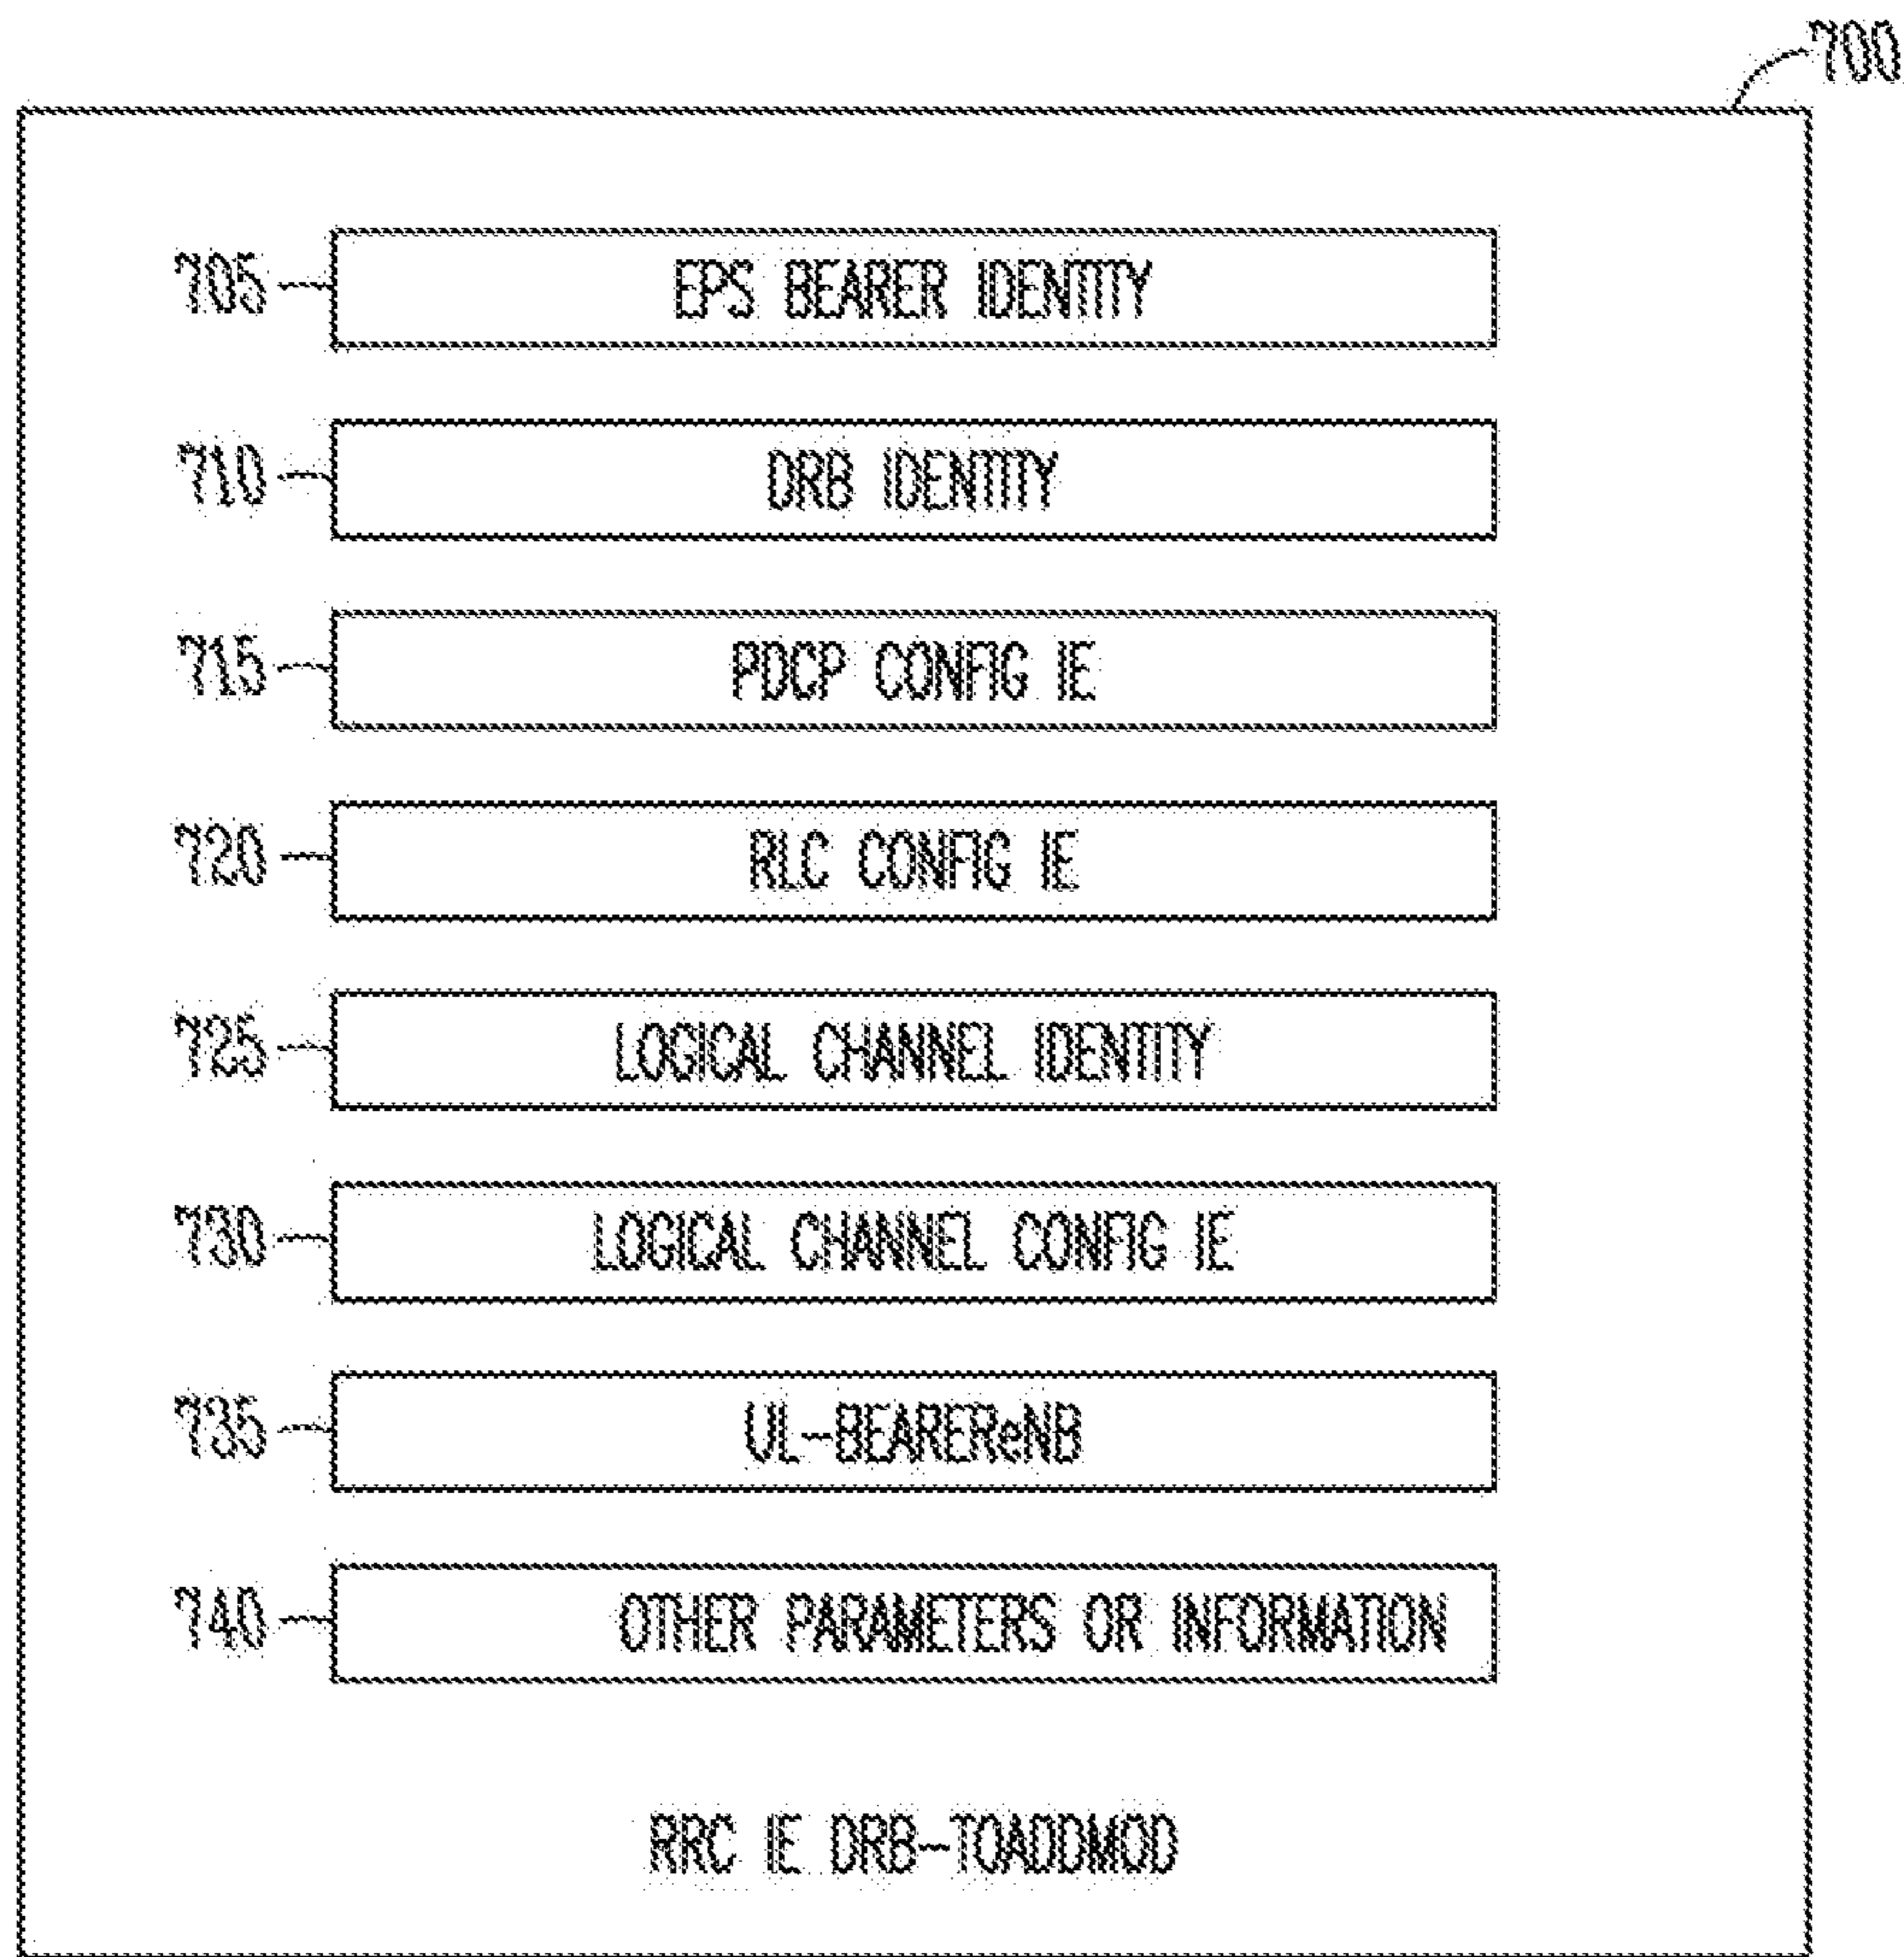 700
705 EPS BEARER IDENTITY
710 DRB IDENTITY
715 PDCP CONFIG IE
720 RLC CONFIG IE
725 LOGICAL CHANNEL IDENTITY
730 LOGICAL CHANNEL CONFIG IE
735 UL-BEAREReNB
740 OTHER PARAMETERS OR INFORMATION
RRC IE DRB-TOADDMOD